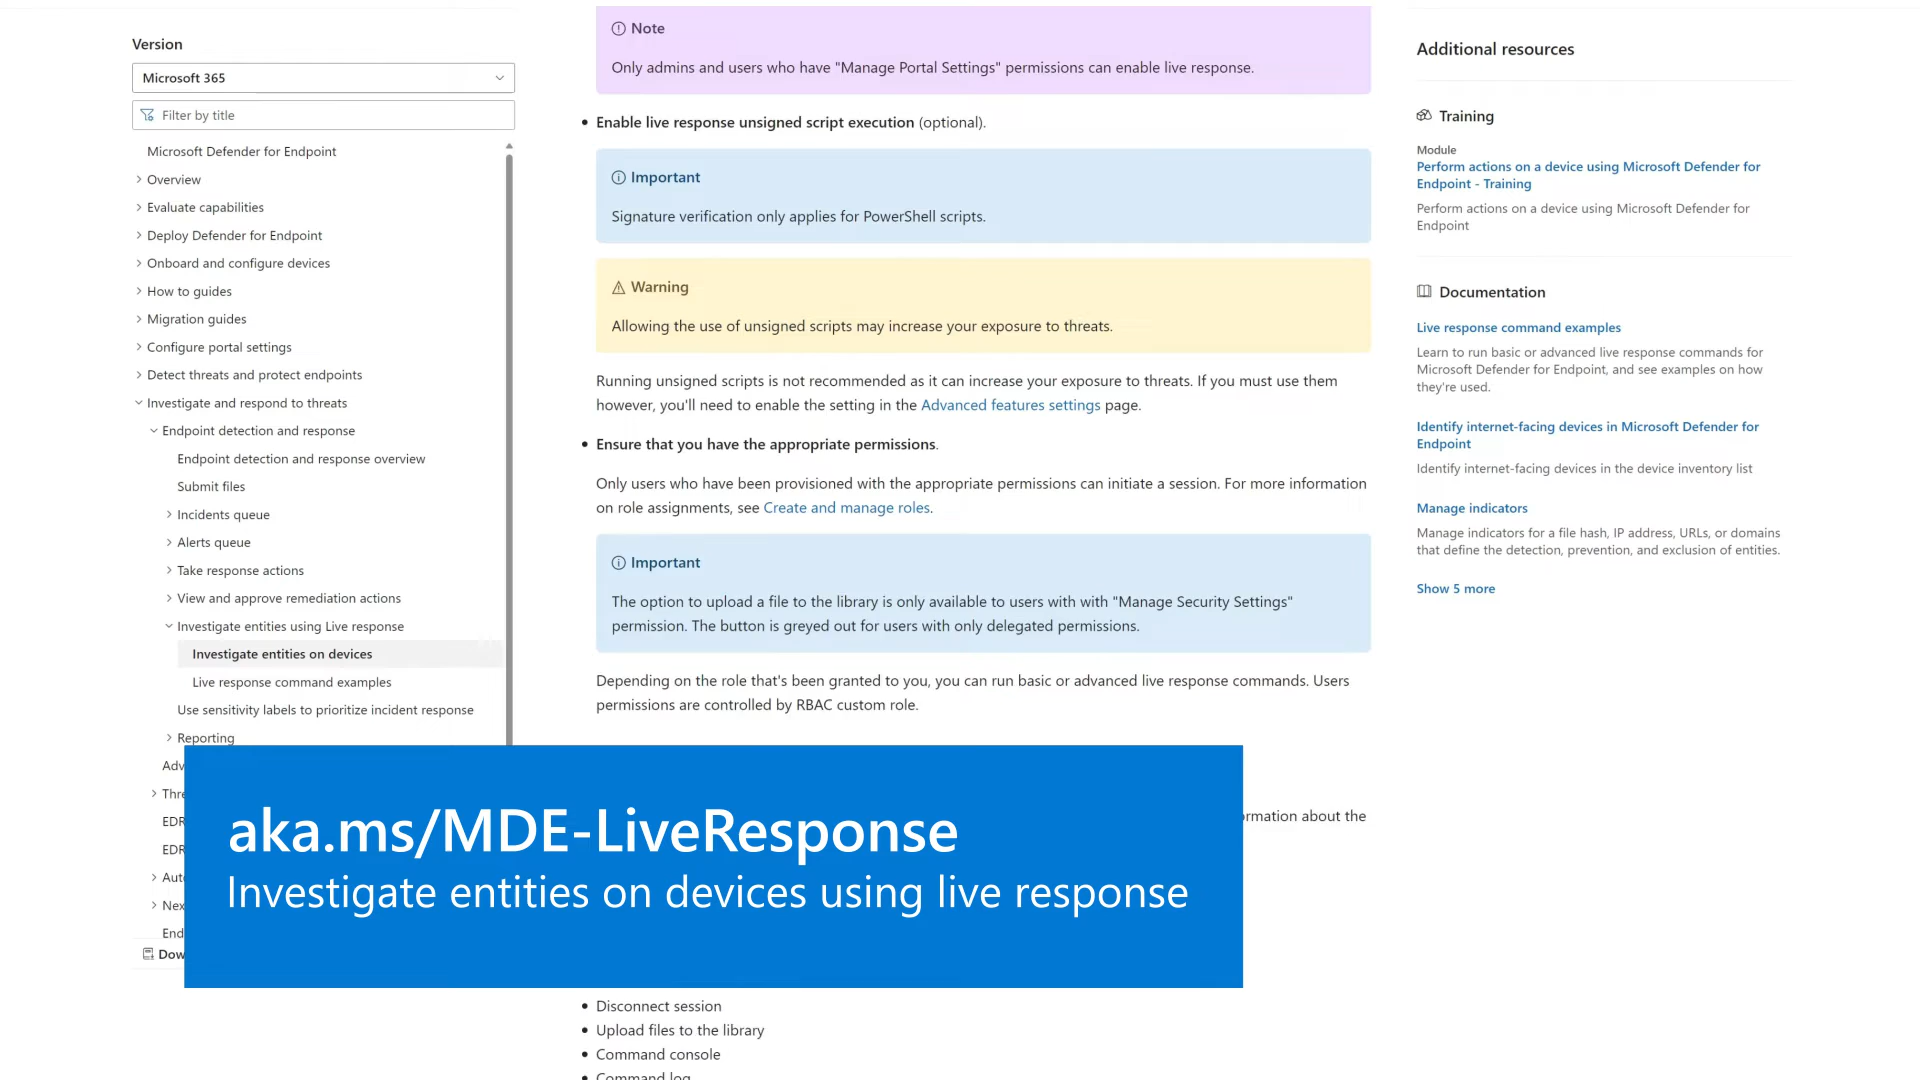 Version
Microsoft 365
Filter by title
Microsoft Defender for Endpoint
Overview
Evaluate capabilities
Deploy Defender for Endpoint
Onboard and configure devices
How to guides
Migration guides
Configure portal settings
Detect threats and protect endpoints
Investigate and respond to threats
Endpoint detection and response
Endpoint detection and response overview
Submit files
Incidents queue
Alerts queue
Take response actions
View and approve remediation actions
Investigate entities using Live response
Investigate entities on devices
Live response command examples
Use sensitivity labels to prioritize incident response
Reporting
Note
Only admins and users who have "Manage Portal Settings" permissions can enable live response.
• Enable live response unsigned script execution (optional).
Important
Signature verification only applies for PowerShell scripts.
Warning
Allowing the use of unsigned scripts may increase your exposure to threats.
Running unsigned scripts is not recommended as it can increase your exposure to threats. If you must use them
however, you'll need to enable the setting in the Advanced features settings page.
• Ensure that you have the appropriate permissions.
Only users who have been provisioned with the appropriate permissions can initiate a session. For more information
on role assignments, see Create and manage roles.
Important
The option to upload a file to the library is only available to users with with "Manage Security Settings"
permission. The button is greyed out for users with only delegated permissions.
Depending on the role that's been granted to you, you can run basic or advanced live response commands. Users
permissions are controlled by RBAC custom role.
about the
aka.ms/MDE-LiveResponse
Investigate entities on devices using live response
• Disconnect session
• Upload files to the library
• Command console
• Command log
Additional resources
Training
Module
Perform actions on a device using Microsoft Defender for
Endpoint - Training
Perform actions on a device using Microsoft Defender for
Endpoint
Documentation
Live response command examples
Learn to run basic or advanced live response commands for
Microsoft Defender for Endpoint, and see examples on how
they're used.
Identify internet-facing devices in Microsoft Defender for
Endpoint
Identify internet-facing devices in the device inventory list
Manage indicators
Manage indicators for a file hash, IP address, URLs, or domains
that define the detection, prevention, and exclusion of entities.
Show 5 more